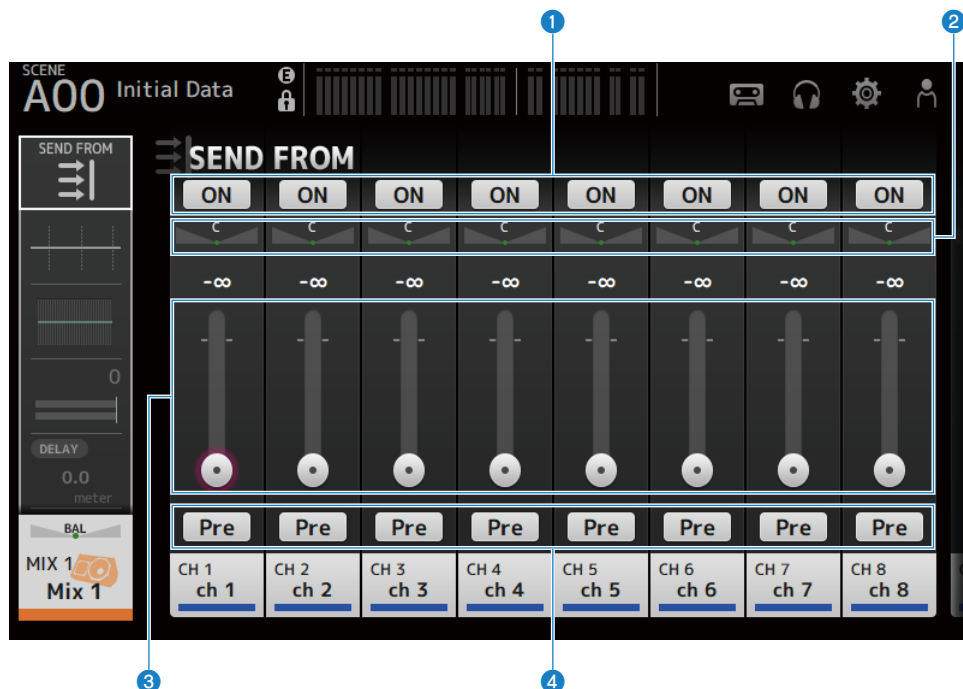 1 2
SCENE
A00 Initial Data E
SEND FROM
SEND FROM
ON ON ON ON ON ON ON ON
C C C C C C C C
-∞ -∞ -∞ -∞ -∞ -∞ -∞ -∞
0
DELAY
0.0
meter
3
BAL
Pre Pre Pre Pre Pre Pre Pre Pre
MIX 1
Mix 1
CH 1 CH 2 CH 3 CH 4 CH 5 CH 6 CH 7 CH 8
ch 1 ch 2 ch 3 ch 4 ch 5 ch 6 ch 7 ch 8
3 4